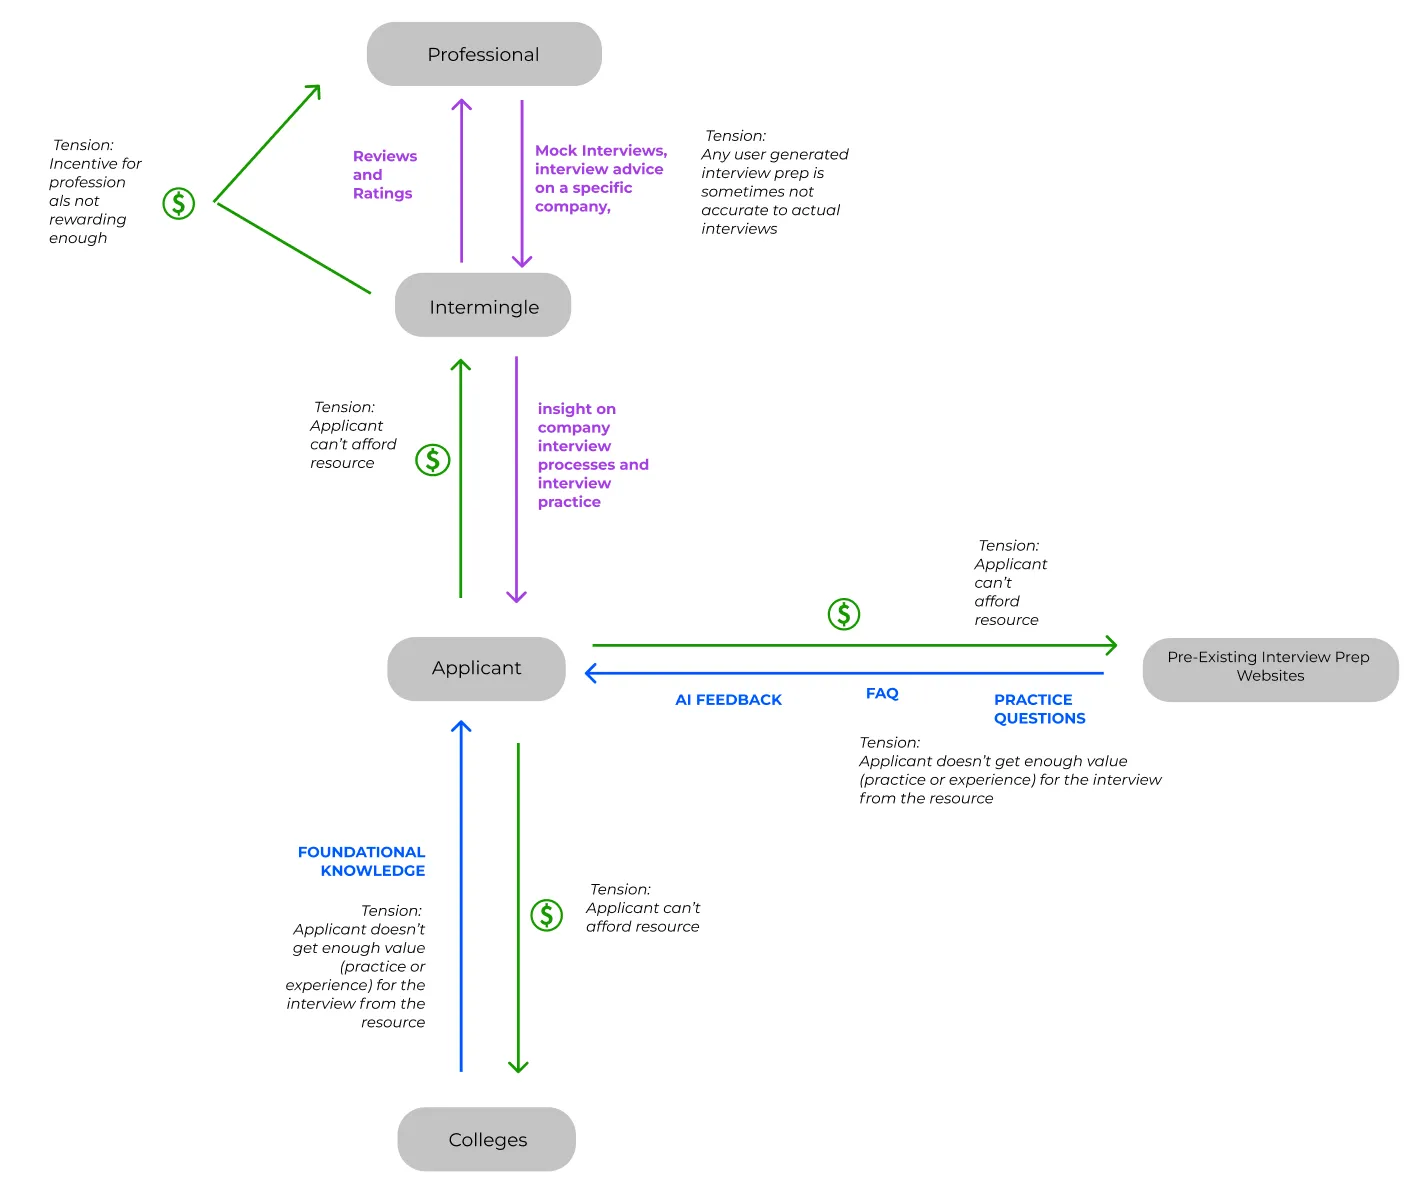 Professional
Tension:
Incentive for
profession
als not
rewarding
enough
$
Reviews
and
Ratings
Mock Interviews,
interview advice
on a specific
company,
Tension:
Any user generated
interview prep is
sometimes not
accurate to actual
interviews
Intermingle
Tension:
Applicant
can't afford
resource
$
insight on
company
interview
processes and
interview
practice
Tension:
Applicant
can't
afford
resource
$
Applicant
Pre-Existing Interview Prep
Websites
AI FEEDBACK
FAQ
PRACTICE
QUESTIONS
Tension:
Applicant doesn't get enough value
(practice or experience) for the interview
from the resource
FOUNDATIONAL
KNOWLEDGE
Tension:
Applicant doesn't
get enough value
(practice or
experience) for the
interview from the
resource
$
Tension:
Applicant can't
afford resource
Colleges